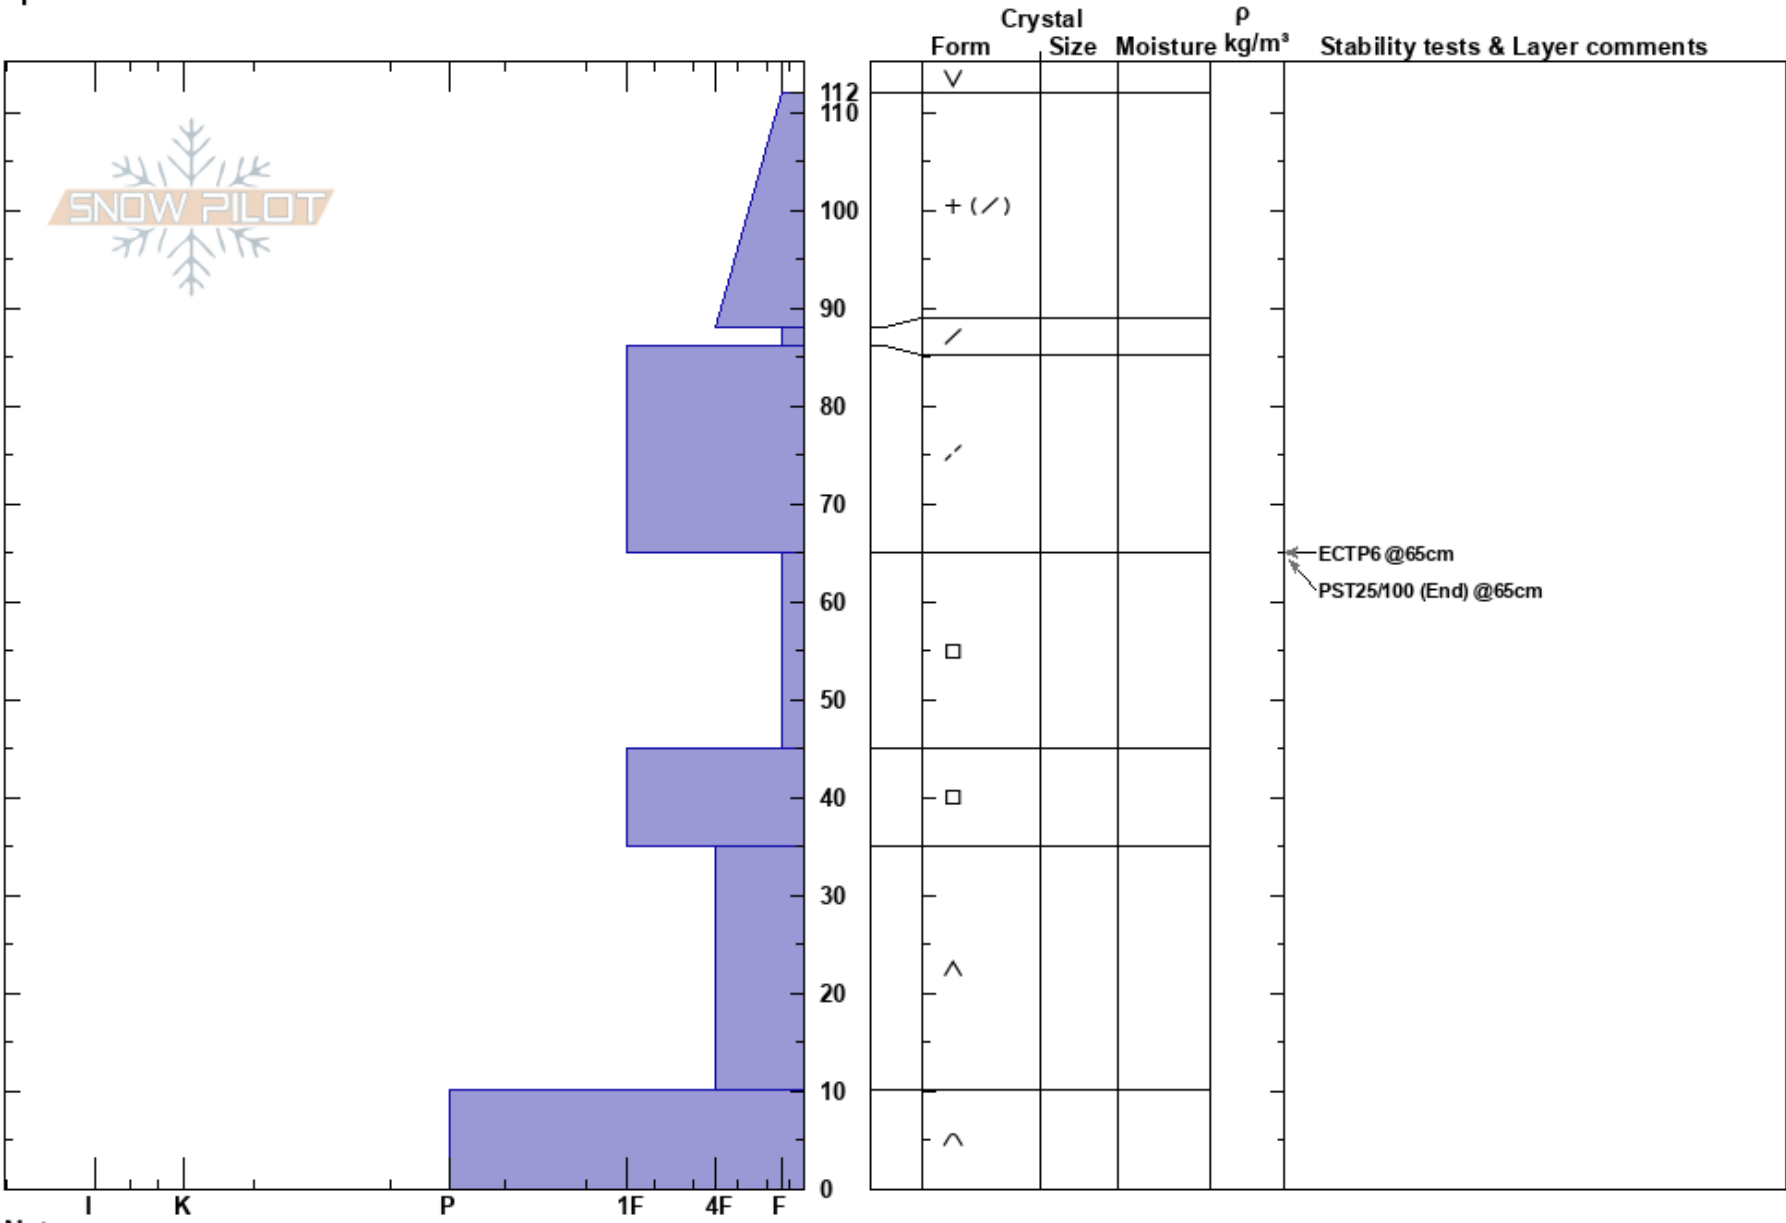 Crystal
ρ
Form Size Moisture kg/m³ Stability tests & Layer comments
112
110
SNOW PILOT
100
+ (/)
90
80
70
ECTP6 @65cm
60
PST25/100 (End) @65cm
50
40
30
20
10
0
I K P 1F 4F F